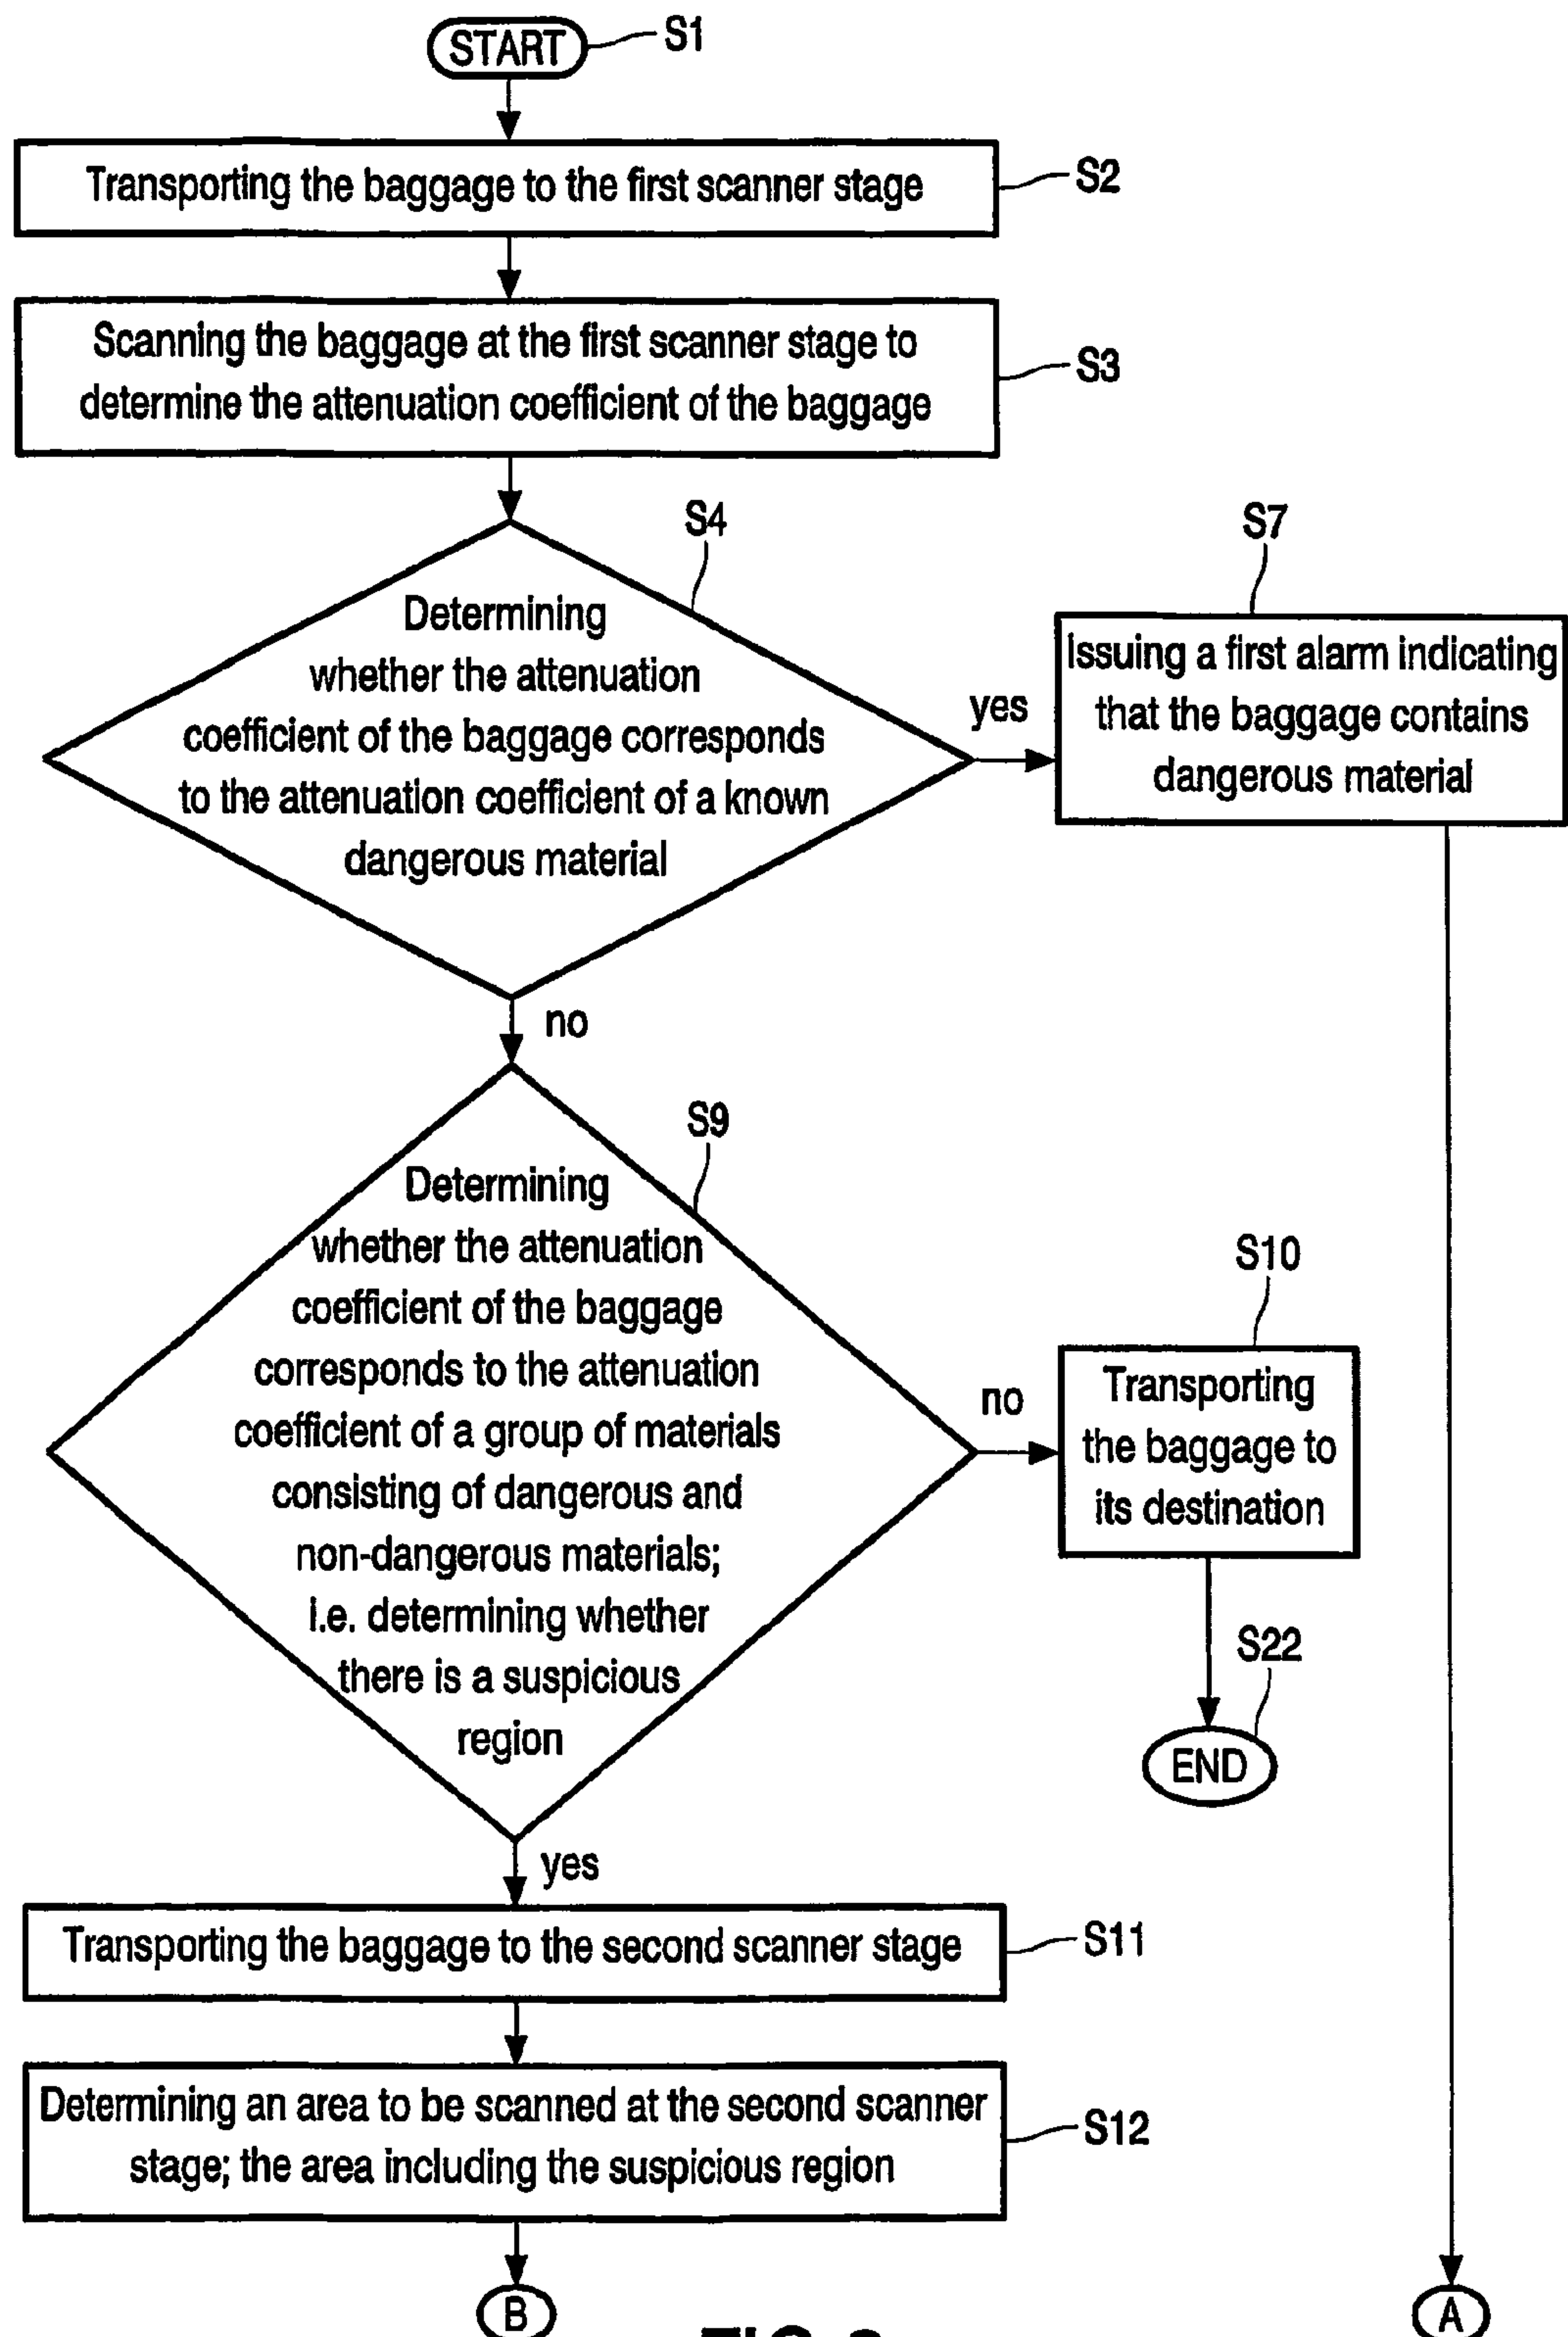 START
S1
Transporting the baggage to the first scanner stage
S2
Scanning the baggage at the first scanner stage to
determine the attenuation coefficient of the baggage
S3
S4
Determining
whether the attenuation
coefficient of the baggage corresponds
to the attenuation coefficient of a known
dangerous material
yes
S7
Issuing a first alarm indicating
that the baggage contains
dangerous material
no
S9
Determining
whether the attenuation
coefficient of the baggage
corresponds to the attenuation
coefficient of a group of materials
consisting of dangerous and
non-dangerous materials;
i.e. determining whether
there is a suspicious
region
no
S10
Transporting
the baggage to
its destination
S22
END
yes
Transporting the baggage to the second scanner stage
S11
Determining an area to be scanned at the second scanner
stage; the area including the suspicious region
S12
B
A